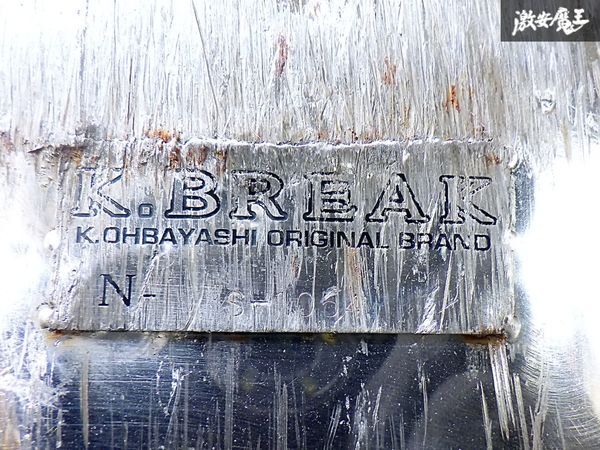 激安魔王
K.BREAK
K.OHBAYASHI ORIGINAL BRAND
N-